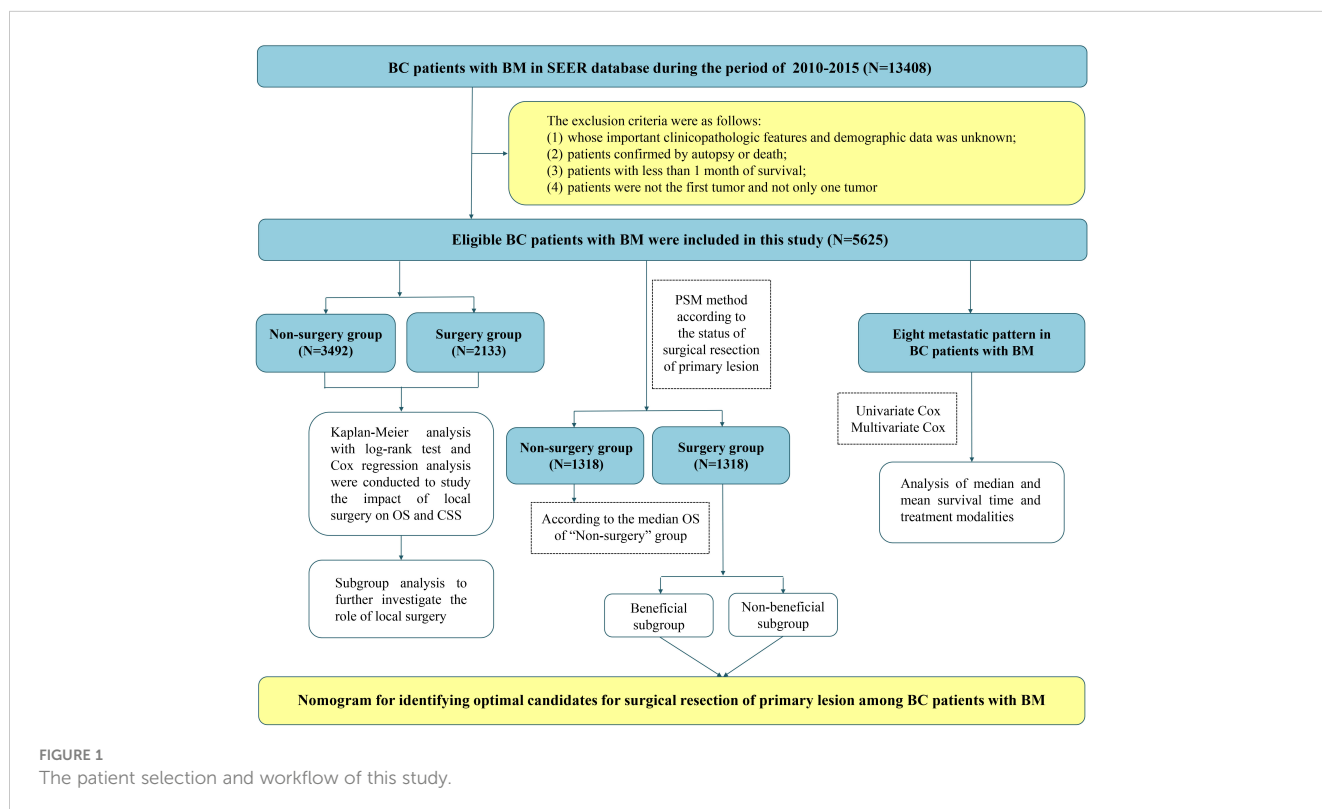 BC patients with BM in SEER database during the period of 2010-2015 (N=13408)
The exclusion criteria were as follows:
(1) whose important clinicopathologic features and demographic data was unknown;
(2) patients confirmed by autopsy or death;
(3) patients with less than 1 month of survival;
(4) patients were not the first tumor and not only one tumor
Eligible BC patients with BM were included in this study (N=5625)
Non-surgery group
(N=3492)
Surgery group
(N=2133)
Kaplan-Meier analysis
with log-rank test and
Cox regression analysis
were conducted to study
the impact of local
surgery on OS and CSS
Subgroup analysis to
further investigate the
role of local surgery
PSM method
according to
the status of
surgical resection
of primary lesion
Non-surgery group
(N=1318)
Surgery group
(N=1318)
According to the median OS
of “Non-surgery” group
Beneficial
subgroup
Non-beneficial
subgroup
Eight metastatic pattern in
BC patients with BM
Univariate Cox
Multivariate Cox
Analysis of median and
mean survival time and
treatment modalities
Nomogram for identifying optimal candidates for surgical resection of primary lesion among BC patients with BM
FIGURE 1
The patient selection and workflow of this study.